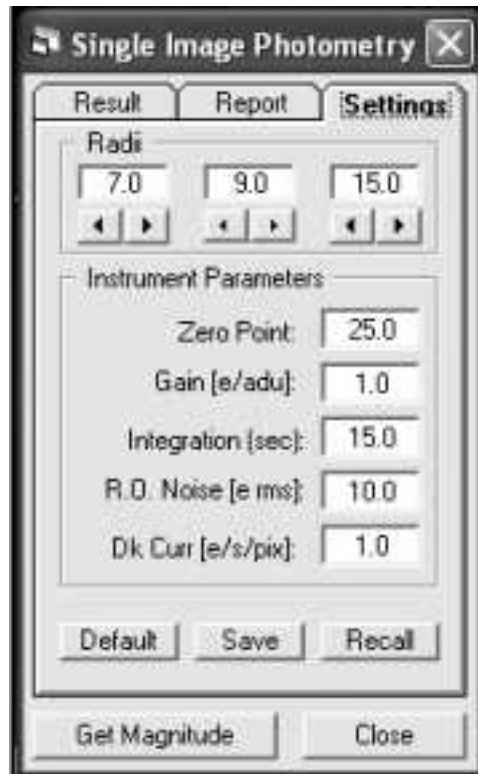 Single Image Photometry
Result Report Settings
Radii
7.0 9.0 15.0
Instrument Parameters
Zero Point: 25.0
Gain [e/adu]: 1.0
Integration [sec]: 15.0
R.O. Noise [e rms]: 10.0
Dk Curr [e/s/pix]: 1.0
Default Save Recall
Get Magnitude Close